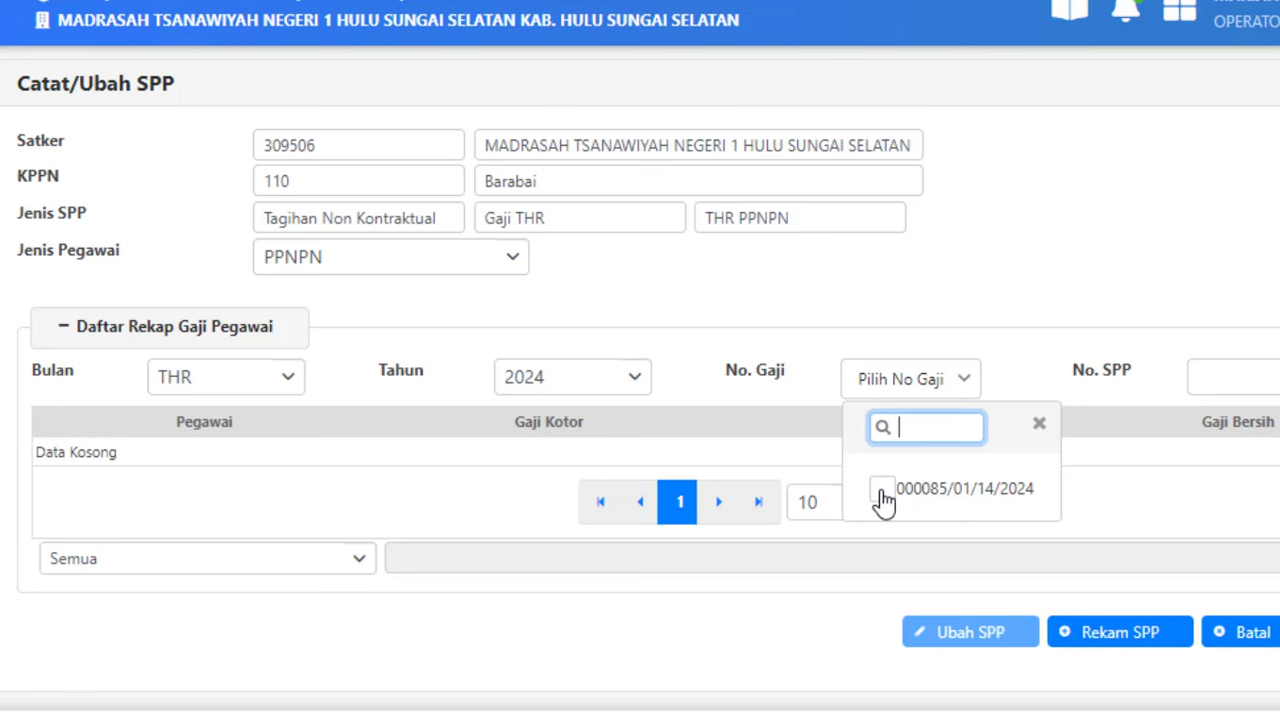 MADRASAH TSANAWIYAH NEGERI 1 HULU SUNGAI SELATAN KAB. HULU SUNGAI SELATAN
Catat/Ubah SPP
Satker 309506 MADRASAH TSANAWIYAH NEGERI 1 HULU SUNGAI SELATAN
KPPN 110 Barabai
Jenis SPP Tagihan Non Kontraktual Gaji THR THR PPNPN
Jenis Pegawai PPNPN
Daftar Rekap Gaji Pegawai
Bulan THR Tahun 2024 No. Gaji Pilih No Gaji No. SPP
Pegawai Gaji Kotor Gaji Bersih
Data Kosong
1 10
000085/01/14/2024
Semua
Ubah SPP Rekam SPP Batal